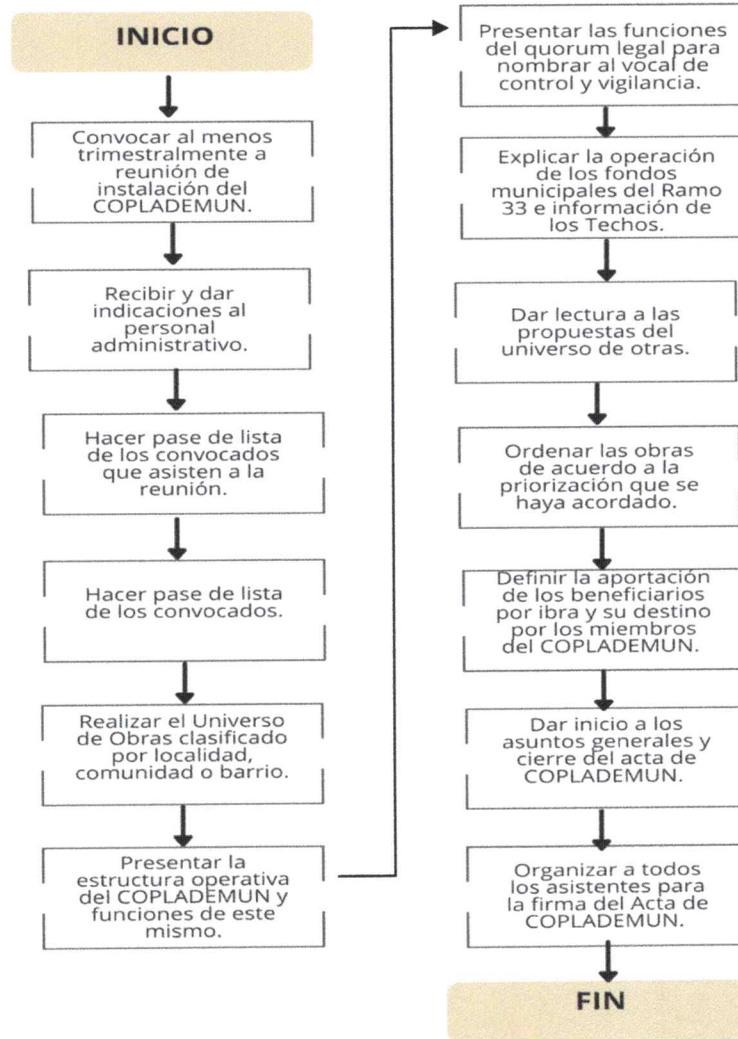 INICIO
Convocar al menos
trimestralmente a
reunión de
instalación del
COPLADEMUN.
Recibir y dar
indicaciones al
personal
administrativo.
Hacer pase de lista
de los convocados
que asisten a la
reunión.
Hacer pase de lista
de los convocados.
Realizar el Universo
de Obras clasificado
por localidad,
comunidad o barrio.
Presentar la
estructura operativa
del COPLADEMUN y
funciones de este
mismo.
Presentar las funciones
del quorum legal para
nombrar al vocal de
control y vigilancia.
Explicar la operación
de los fondos
municipales del Ramo
33 e información de
los Techos.
Dar lectura a las
propuestas del
universo de otras.
Ordenar las obras
de acuerdo a la
priorización que se
haya acordado.
Definir la aportación
de los beneficiarios
por ibra y su destino
por los miembros
del COPLADEMUN.
Dar inicio a los
asuntos generales y
cierre del acta de
COPLADEMUN.
Organizar a todos
los asistentes para
la firma del Acta de
COPLADEMUN.
FIN